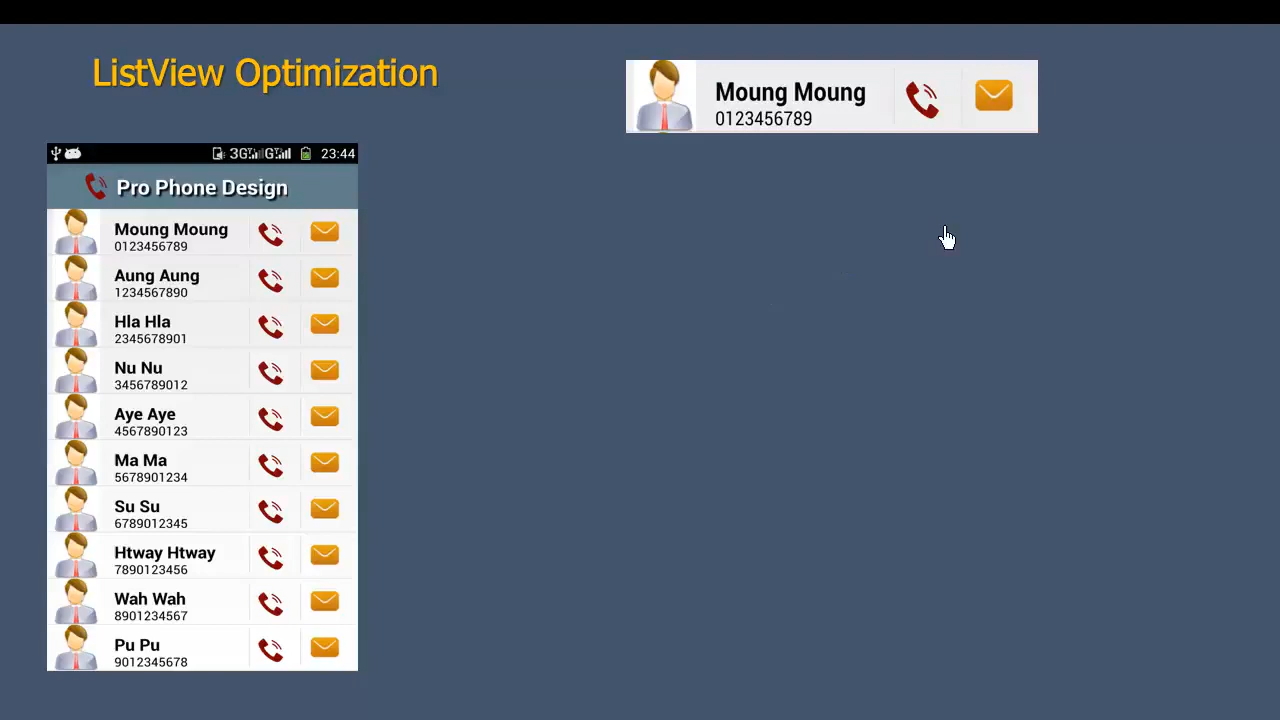 ListView Optimization
Moung Moung
0123456789
3G G 23:44
Pro Phone Design
Moung Moung
0123456789
Aung Aung
1234567890
Hla Hla
2345678901
Nu Nu
3456789012
Aye Aye
4567890123
Ma Ma
5678901234
Su Su
6789012345
Htway Htway
7890123456
Wah Wah
8901234567
Pu Pu
9012345678